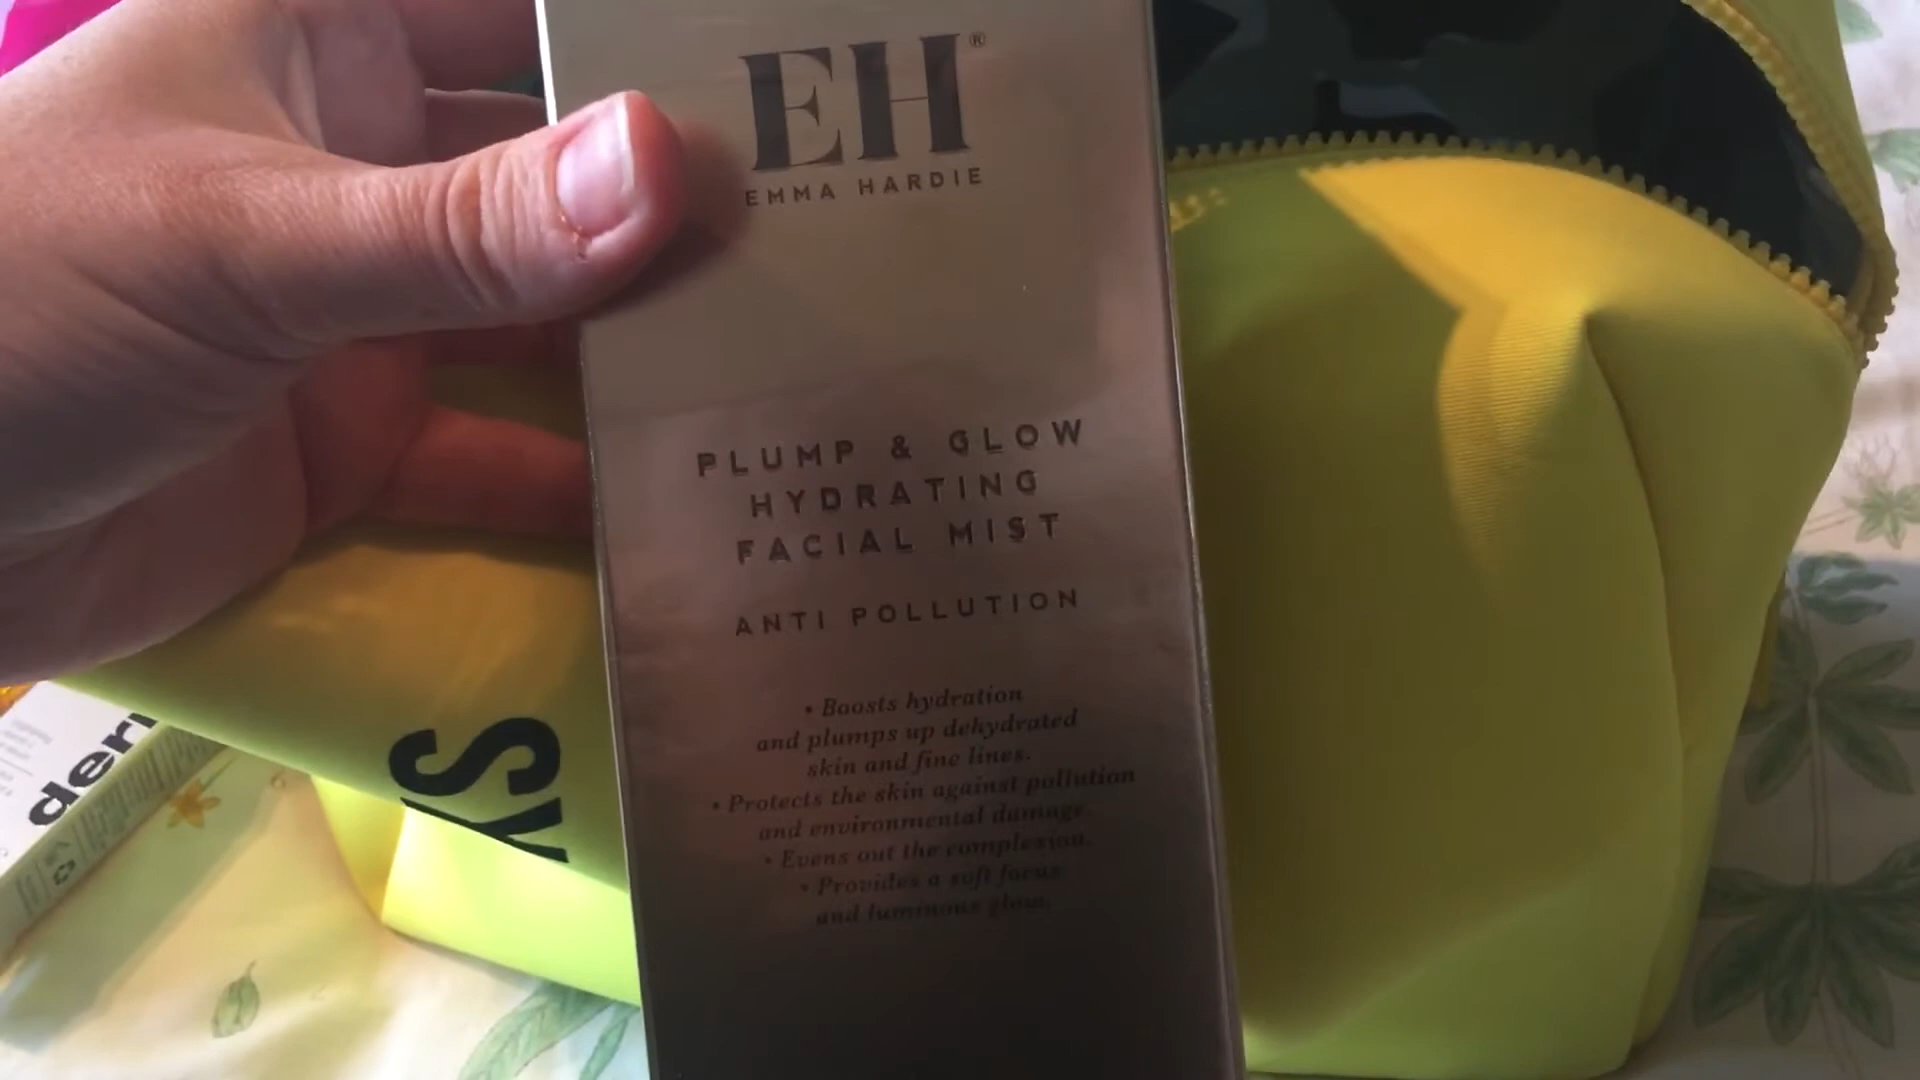 EH®
EMMA HARDIE
PLUMP & GLOW
HYDRATING
FACIAL MIST
ANTI POLLUTION
• Boosts hydration
and plumps up dehydrated
skin and fine lines.
• Protects the skin against pollution
and environmental damage.
• Evens out the complexion.
• Provides a soft focus
and luminous glow.
SY
der